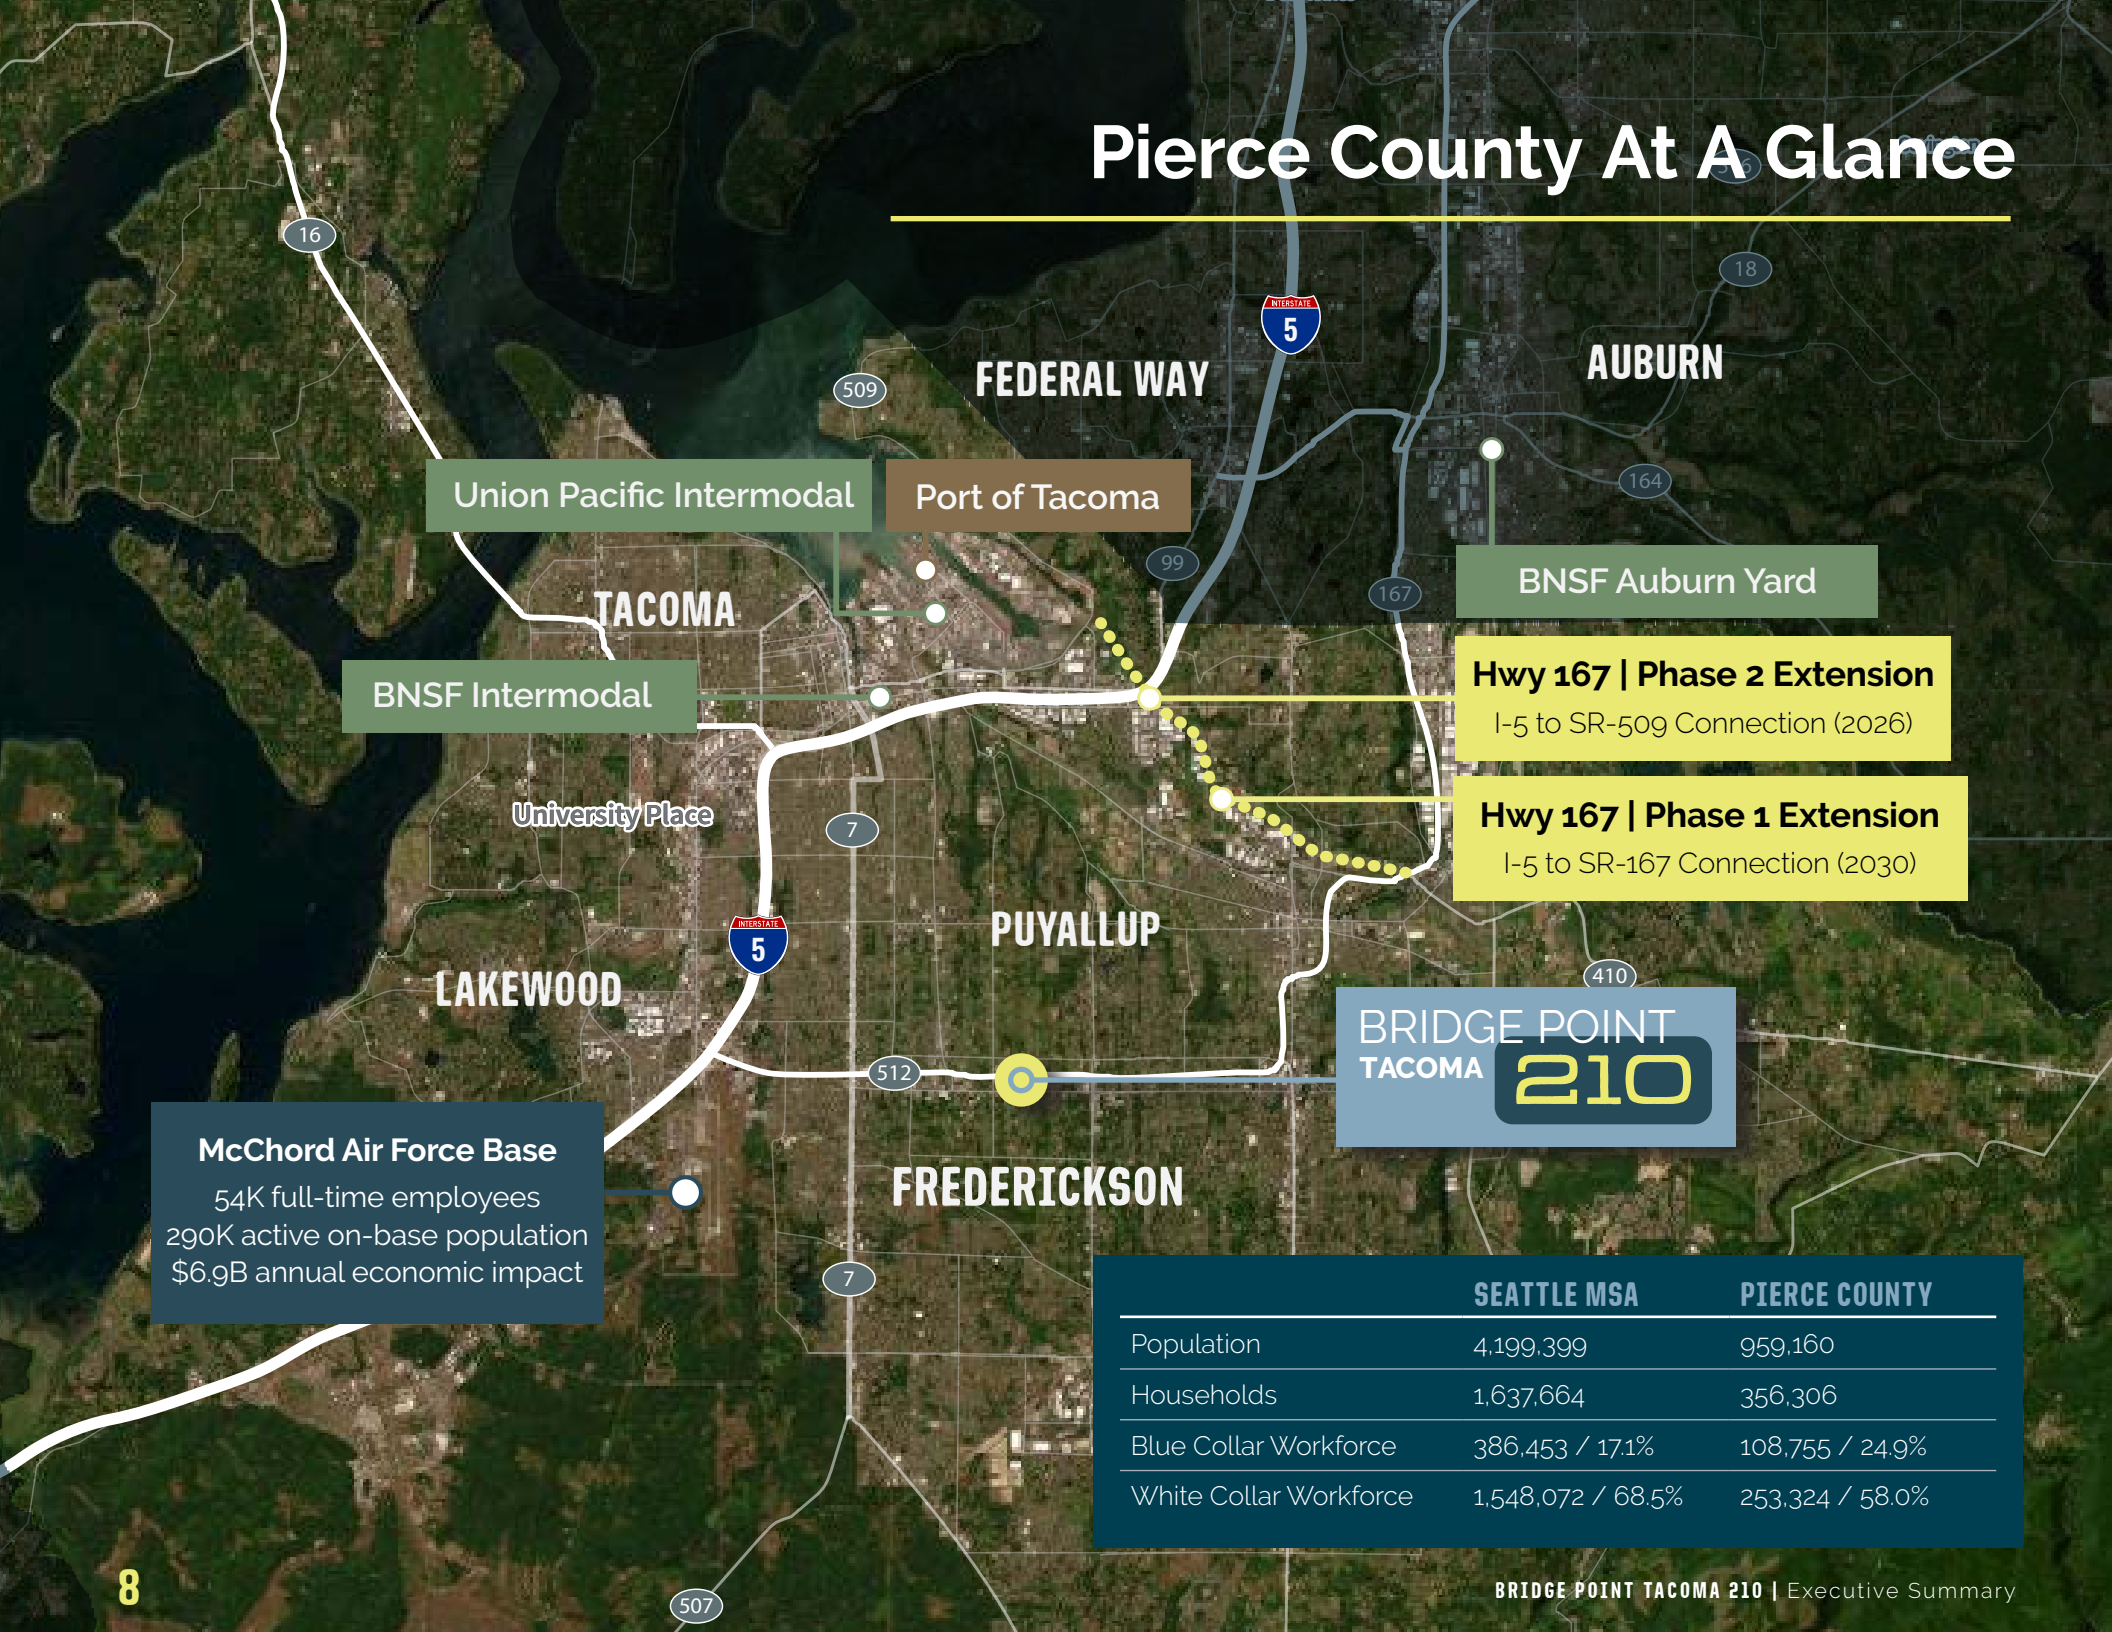 Pierce County At A Glance
16
18
INTERSTATE
5
509
FEDERAL WAY
AUBURN
Union Pacific Intermodal
Port of Tacoma
164
99
167
BNSF Auburn Yard
TACOMA
Hwy 167 | Phase 2 Extension
I-5 to SR-509 Connection (2026)
BNSF Intermodal
University Place
7
Hwy 167 | Phase 1 Extension
I-5 to SR-167 Connection (2030)
INTERSTATE
5
PUYALLUP
LAKEWOOD
410
BRIDGE POINT
TACOMA 210
512
McChord Air Force Base
54K full-time employees
290K active on-base population
$6.9B annual economic impact
FREDERICKSON
7
SEATTLE MSA PIERCE COUNTY
Population 4,199,399 959,160
Households 1,637,664 356,306
Blue Collar Workforce 386,453 / 17.1% 108,755 / 24.9%
White Collar Workforce 1,548,072 / 68.5% 253,324 / 58.0%
8
507
BRIDGE POINT TACOMA 210 | Executive Summary